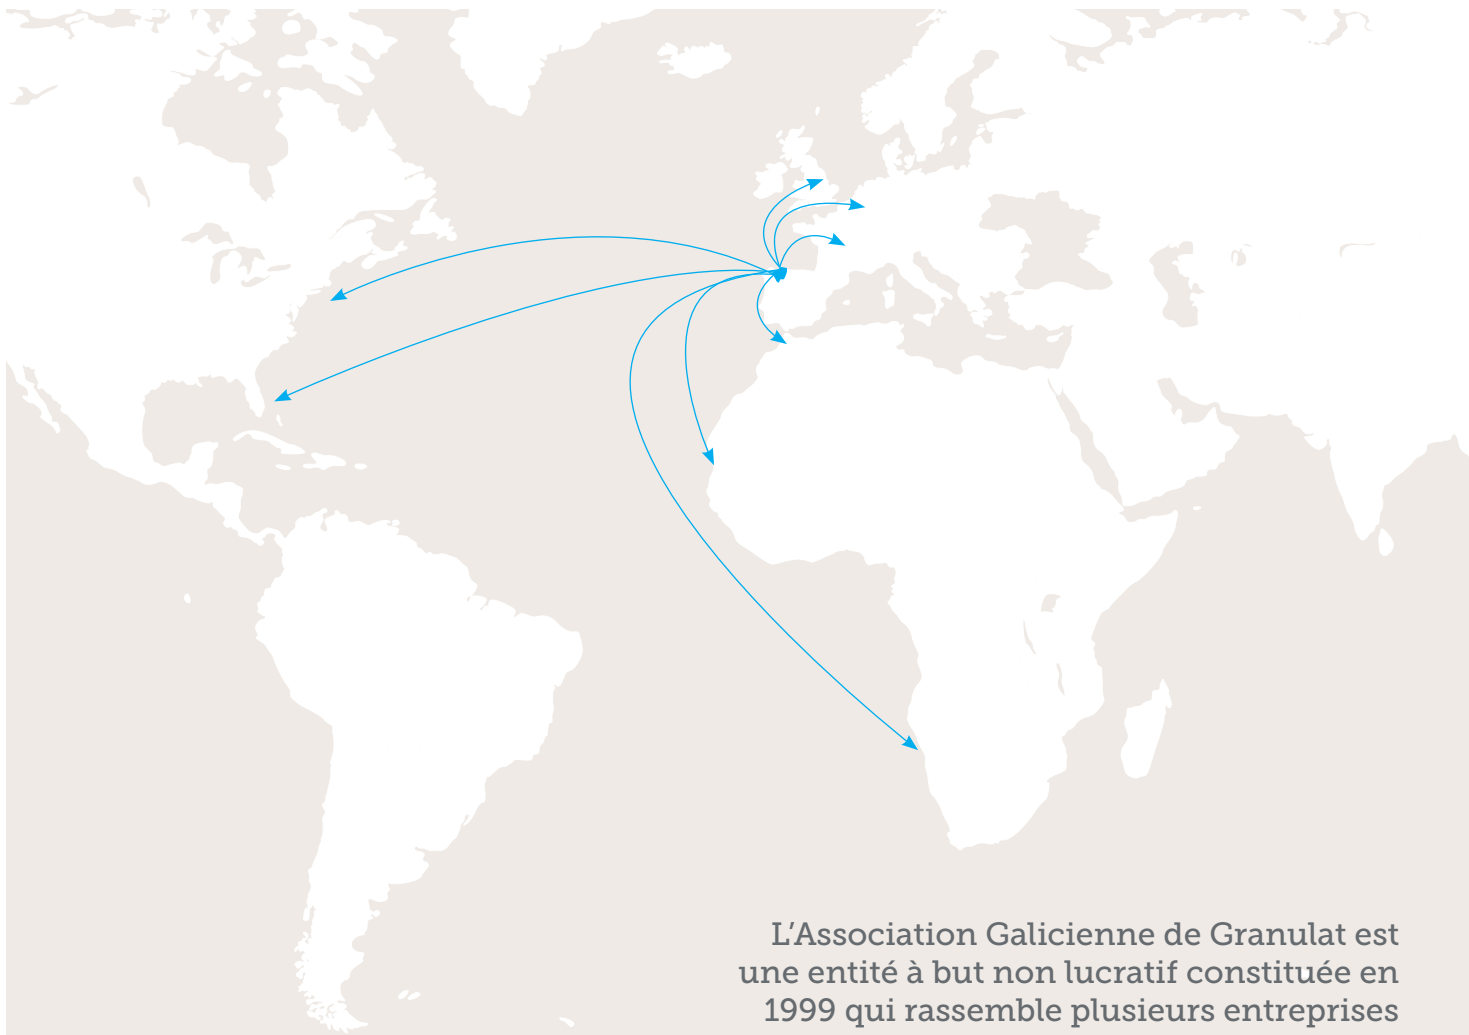 L’Association Galicienne de Granulat est
une entité à but non lucratif constituée en
1999 qui rassemble plusieurs entreprises